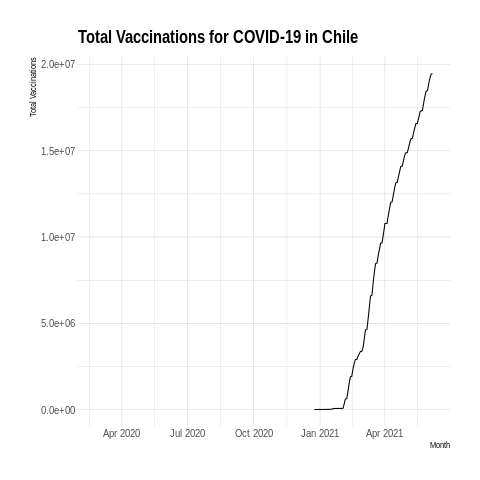 Total Vaccinations for COVID-19 in Chile
Total Vaccinations
2.0e+07
1.5e+07
1.0e+07
5.0e+06
0.0e+00
Apr 2020
Jul 2020
Oct 2020
Jan 2021
Apr 2021
Month